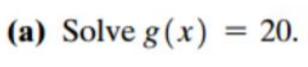 (a) Solve g(x) = 20.